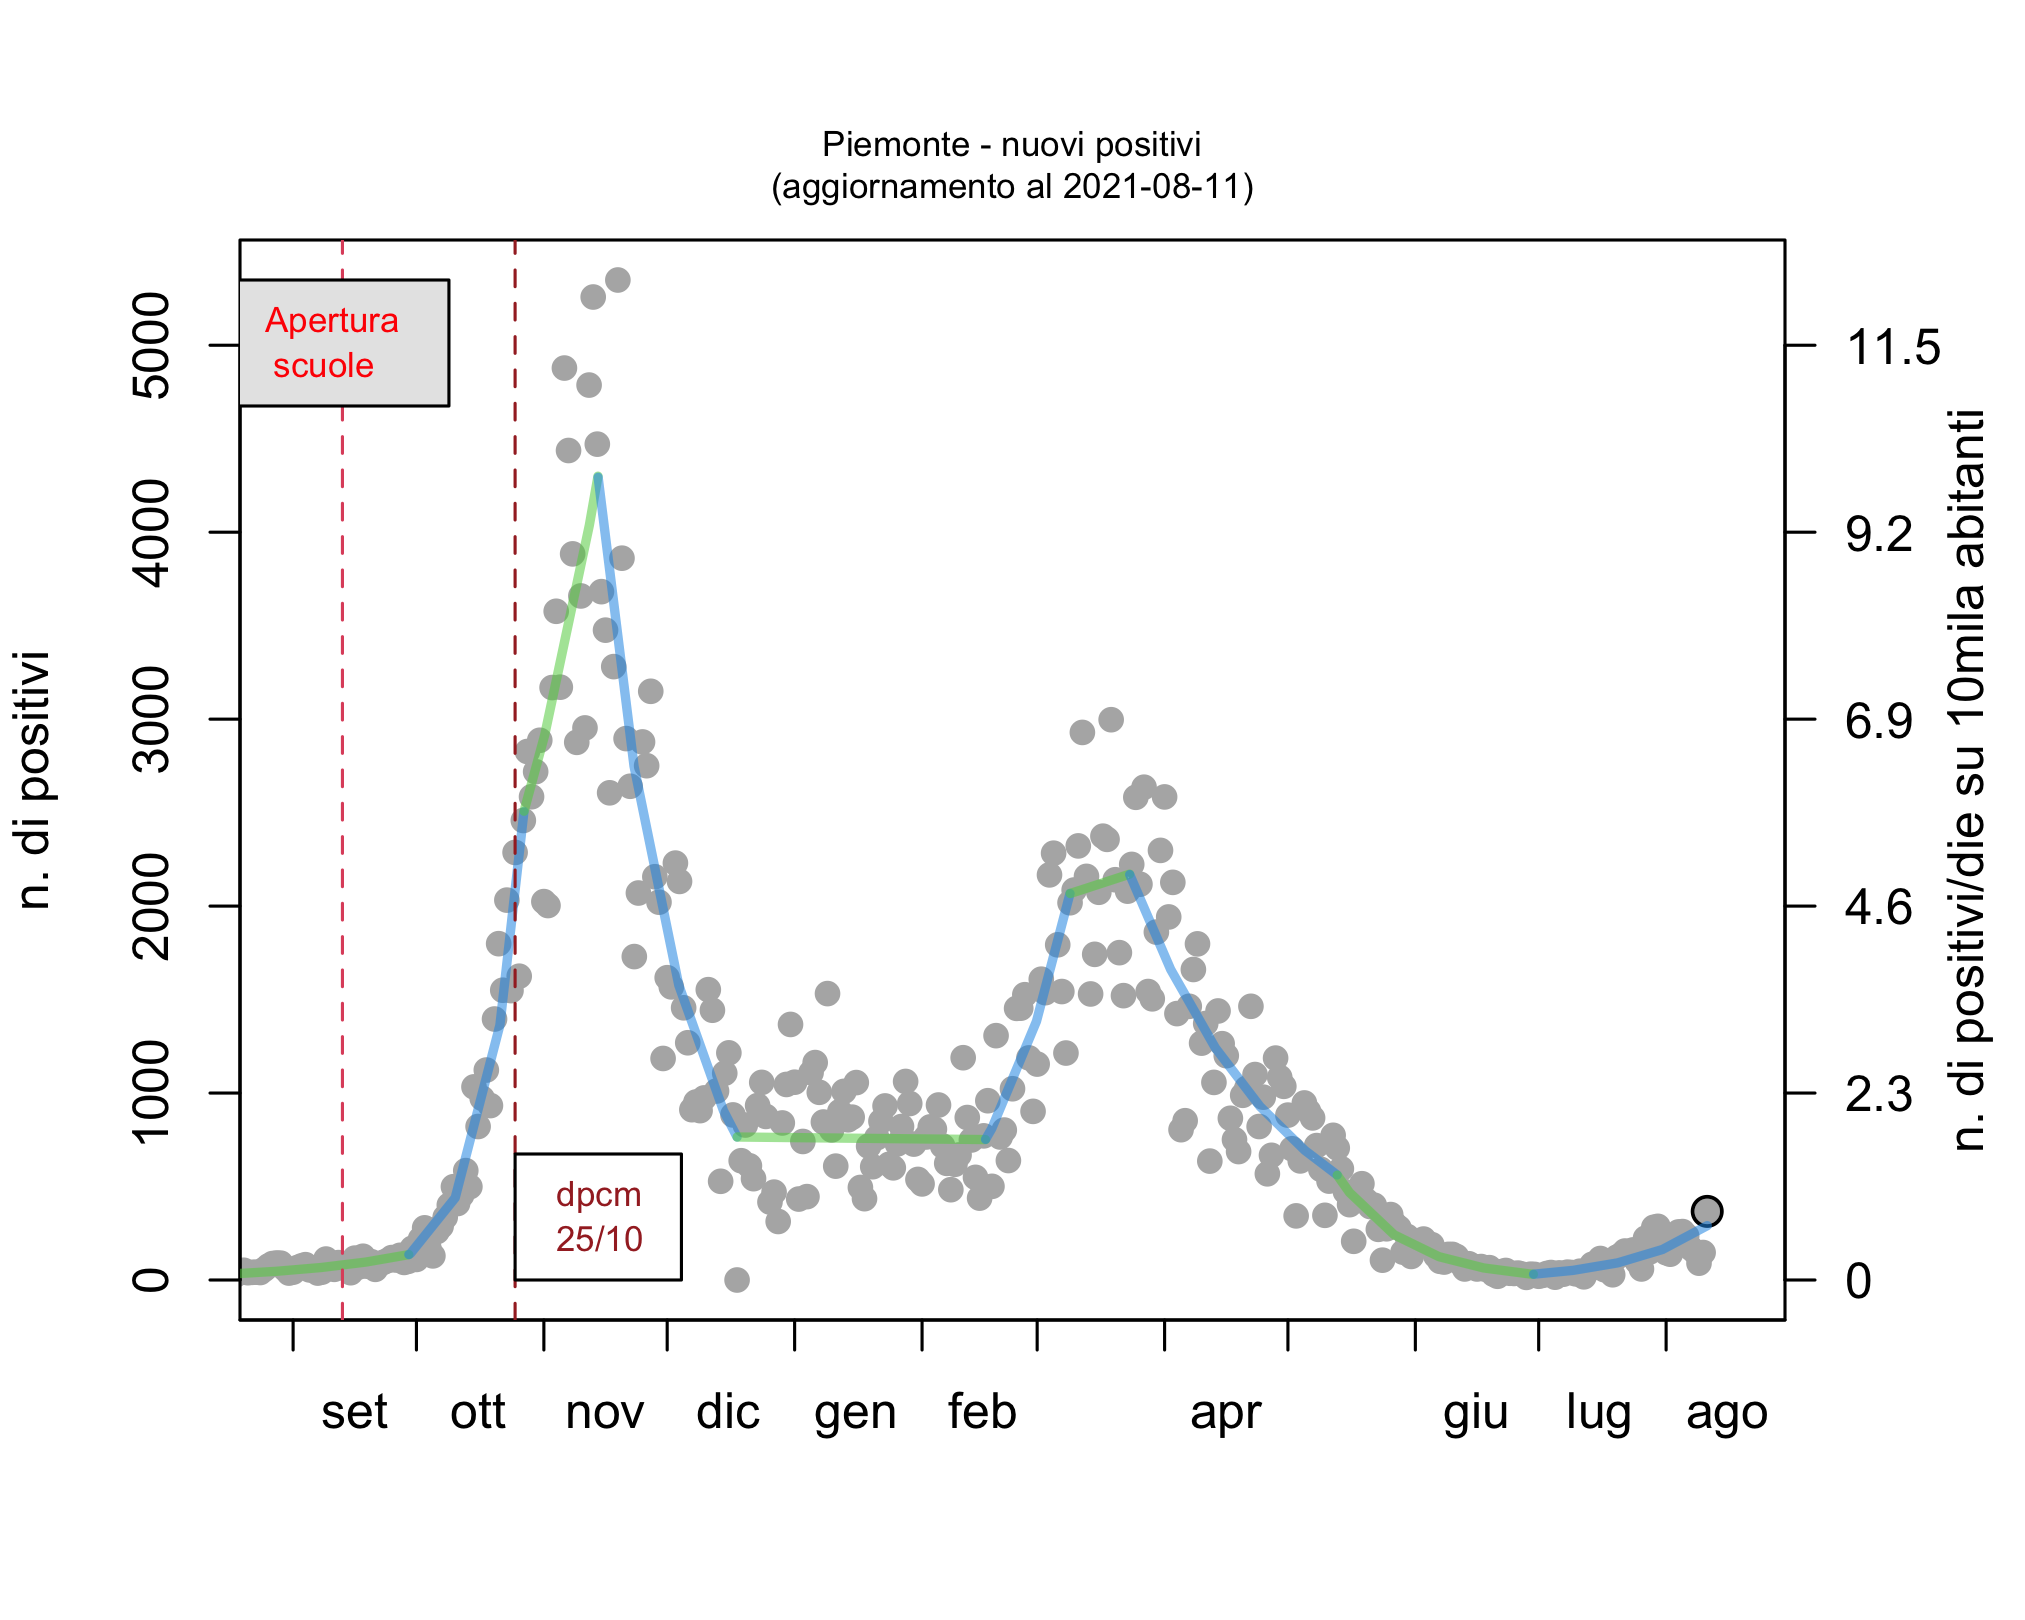 Piemonte - nuovi positivi
(aggiornamento al 2021-08-11)
Apertura
scuole
dpcm
25/10
n. di positivi
5000
4000
3000
2000
1000
0
11.5
9.2
6.9
4.6
2.3
0
n. di positivi/die su 10mila abitanti
set ott nov dic gen feb apr giu lug ago